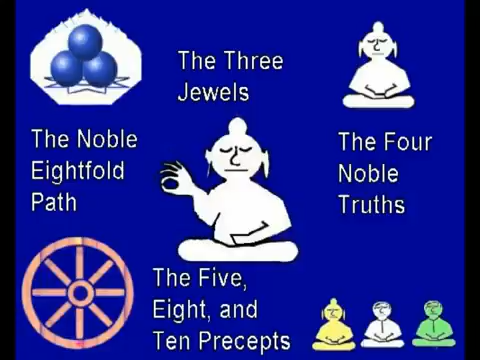 The Three
Jewels
The Noble
Eightfold
Path
The Four
Noble
Truths
The Five,
Eight, and
Ten Precepts